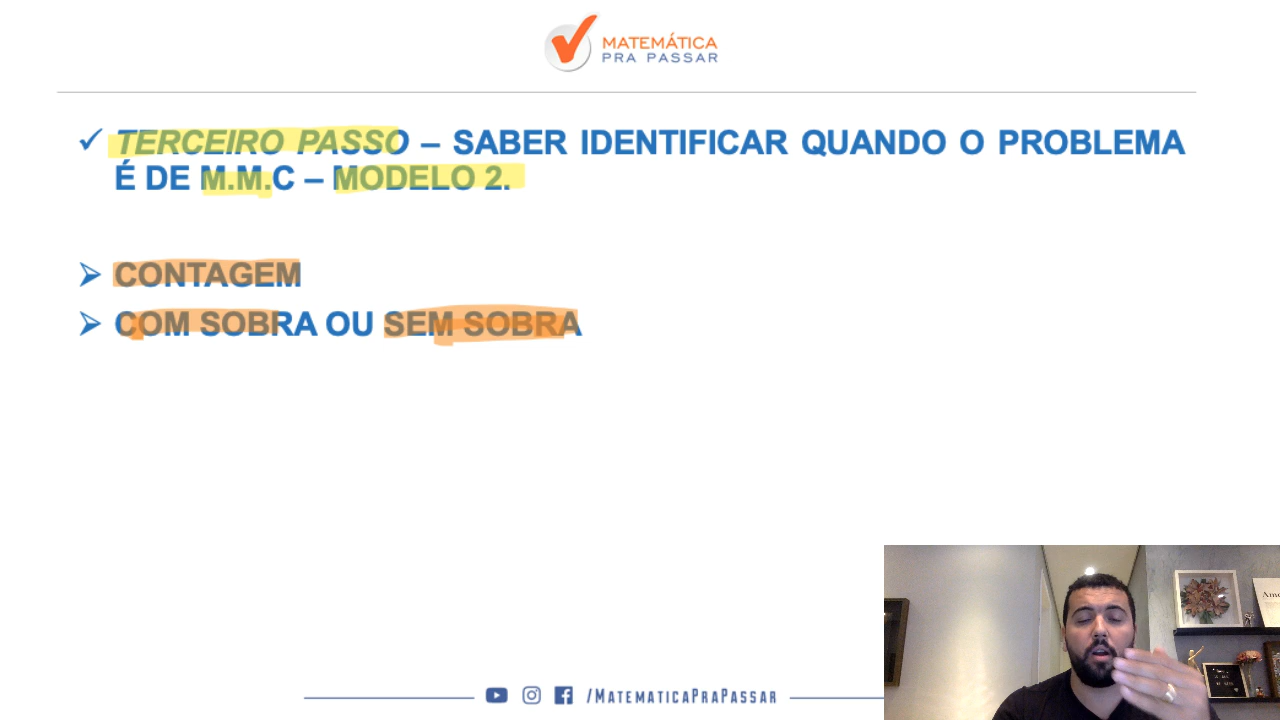 MATEMÁTICA
PRA PASSAR
TERCEIRO PASSO – SABER IDENTIFICAR QUANDO O PROBLEMA
É DE M.M.C – MODELO 2.
CONTAGEM
COM SOBRA OU SEM SOBRA
/MATEMATICAPRAPASSAR